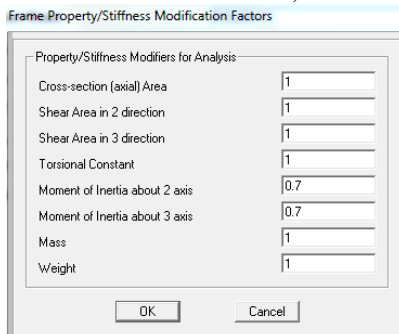 Frame Property/Stiffness Modification Factors
Property/Stiffness Modifiers for Analysis
Cross-section (axial) Area 1
Shear Area in 2 direction 1
Shear Area in 3 direction 1
Torsional Constant 1
Moment of Inertia about 2 axis 0.7
Moment of Inertia about 3 axis 0.7
Mass 1
Weight 1
OK Cancel